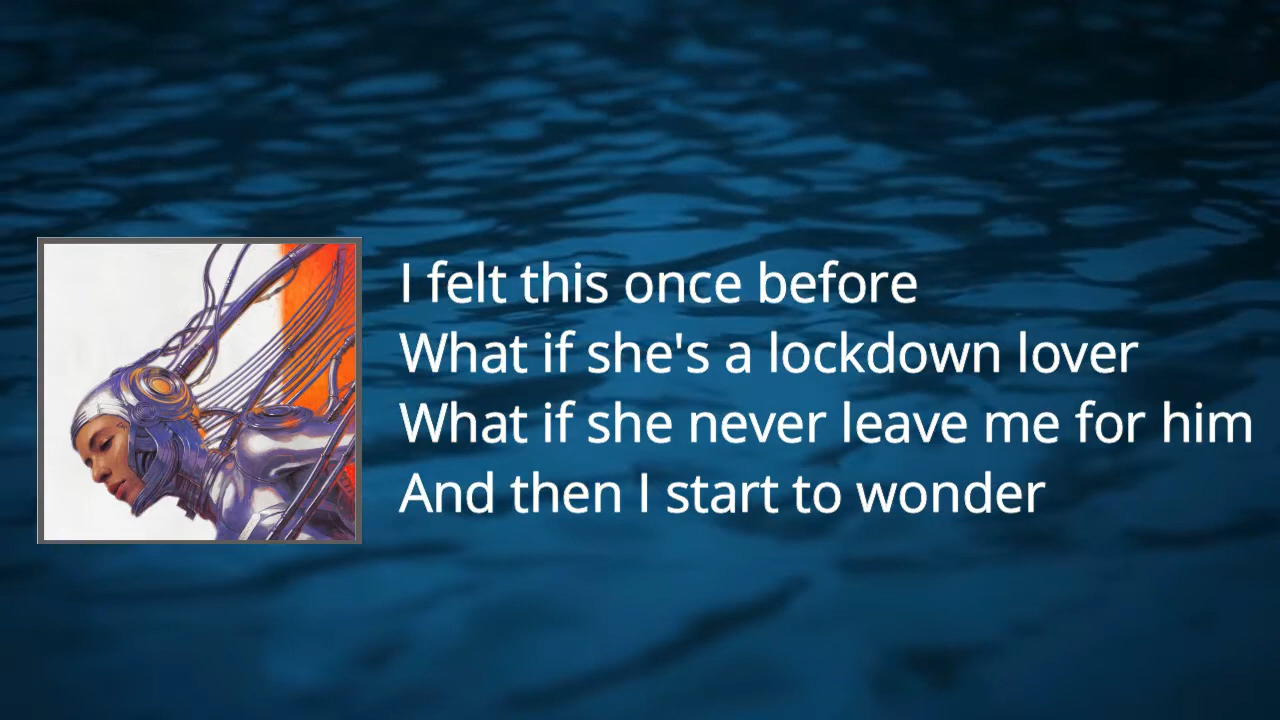 I felt this once before
What if she's a lockdown lover
What if she never leave me for him
And then I start to wonder